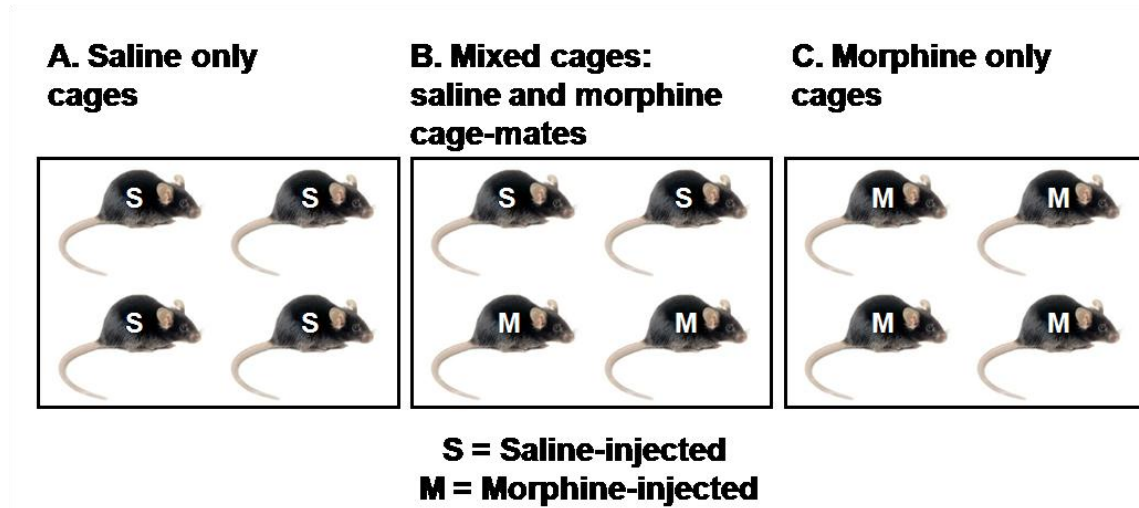 A. Saline only
cages
B. Mixed cages:
saline and morphine
cage-mates
C. Morphine only
cages
S S
S S
S S
M M
M M
M M
S = Saline-injected
M = Morphine-injected